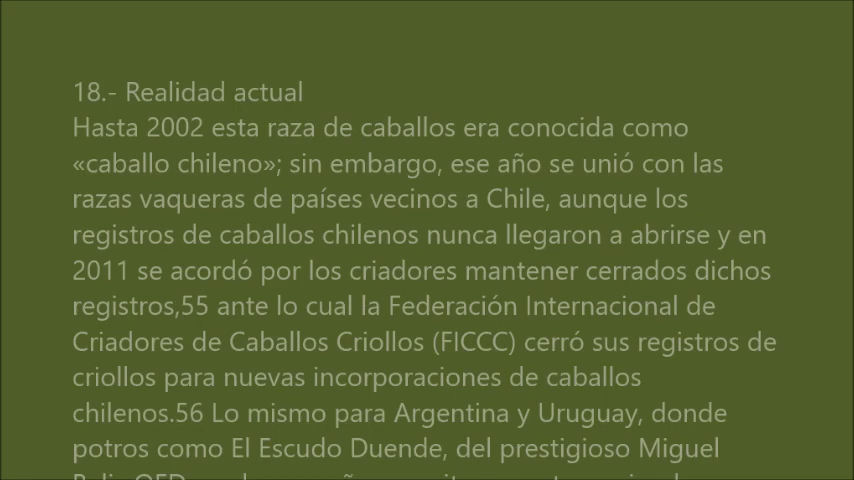 18.- Realidad actual
Hasta 2002 esta raza de caballos era conocida como
«caballo chileno»; sin embargo, ese año se unió con las
razas vaqueras de países vecinos a Chile, aunque los
registros de caballos chilenos nunca llegaron a abrirse y en
2011 se acordó por los criadores mantener cerrados dichos
registros,55 ante lo cual la Federación Internacional de
Criadores de Caballos Criollos (FICCC) cerró sus registros de
criollos para nuevas incorporaciones de caballos
chilenos.56 Lo mismo para Argentina y Uruguay, donde
potros como El Escudo Duende, del prestigioso Miguel